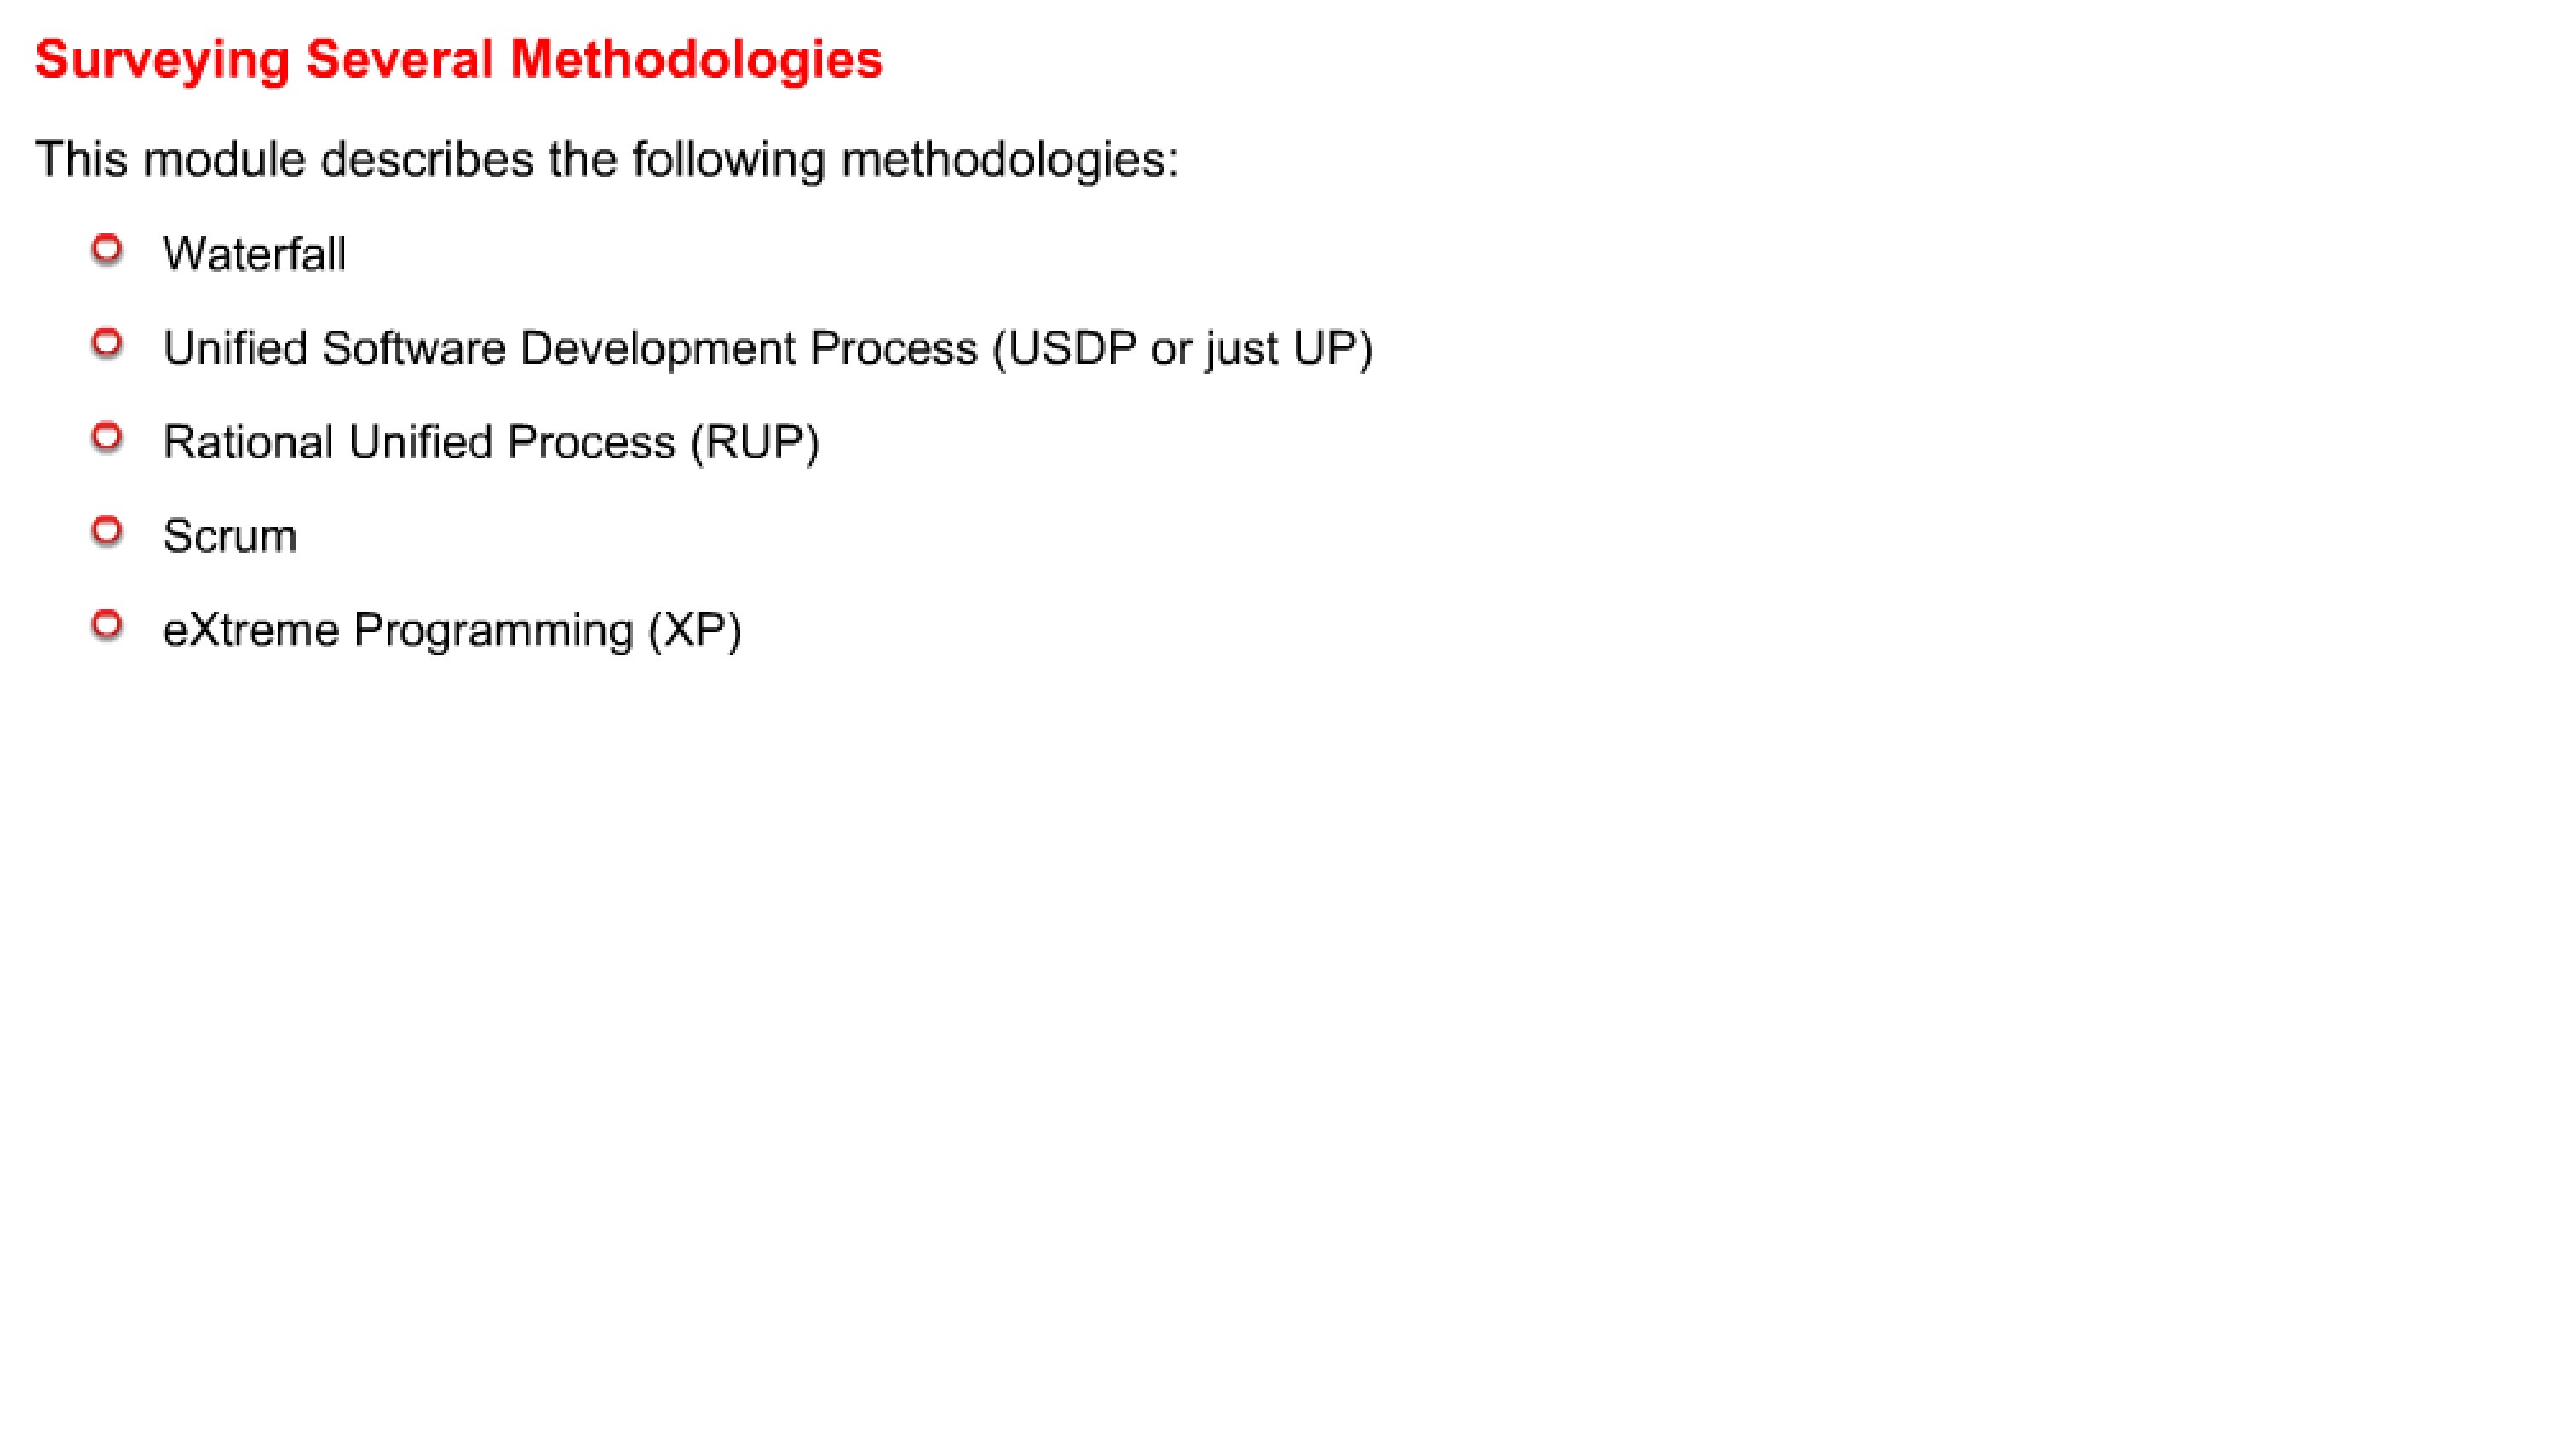 Surveying Several Methodologies
This module describes the following methodologies:
Waterfall
Unified Software Development Process (USDP or just UP)
Rational Unified Process (RUP)
Scrum
eXtreme Programming (XP)